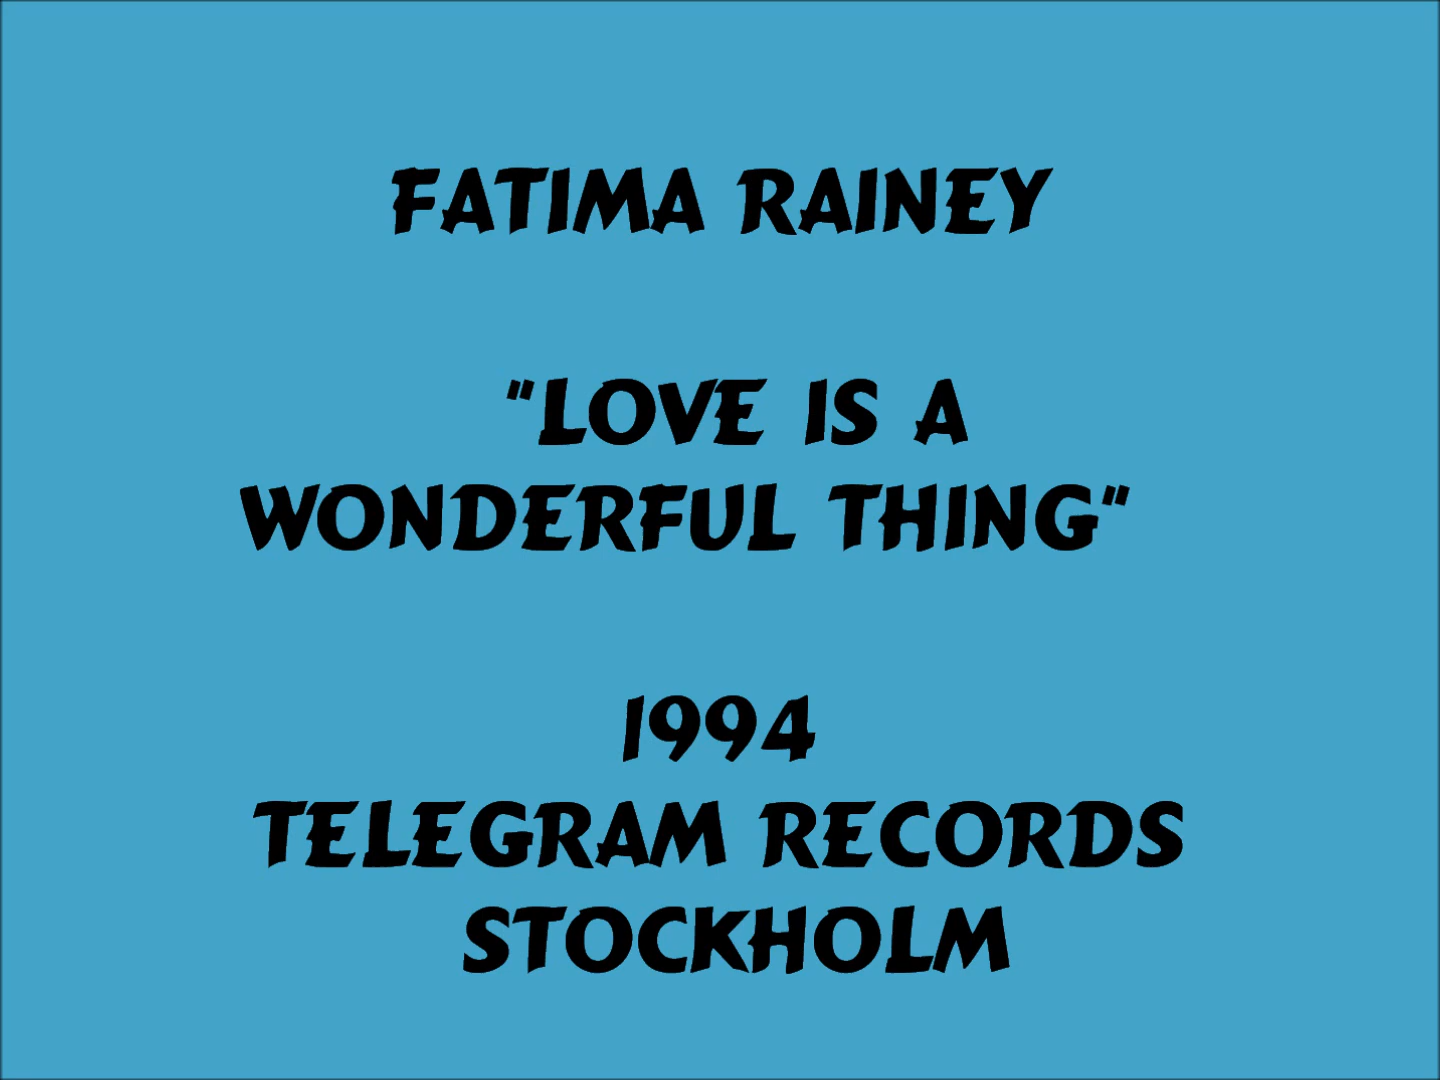 FATIMA RAINEY
"LOVE IS A
WONDERFUL THING"
1994
TELEGRAM RECORDS
STOCKHOLM